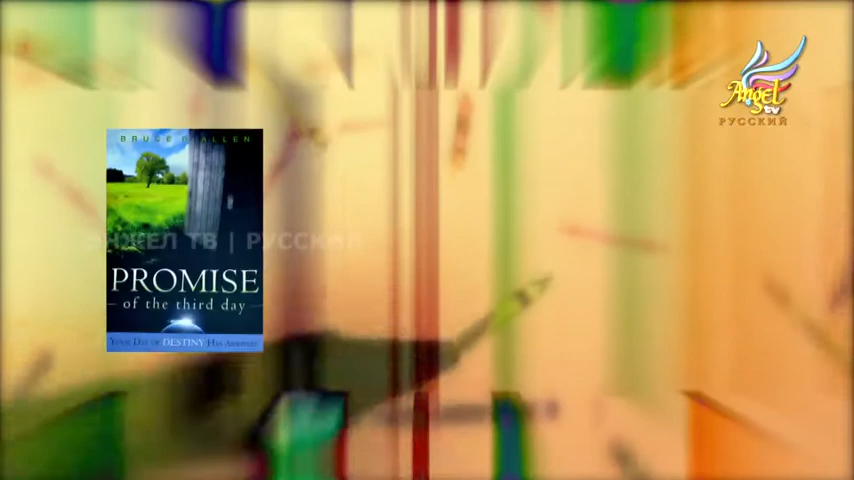 Angel
tv
РУССКИЙ
BRUCE D ALLEN
ЭНЖЕЛ ТВ | РУССКИЙ
PROMISE
of the third day
YOUR DAY OF DESTINY HAS ARRIVED